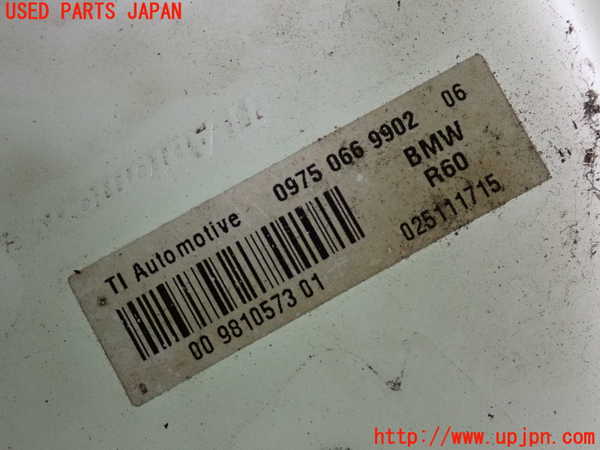 USED PARTS JAPAN
TI Automotive 0975 066 9902 06
BMW
R60
00 9810573 01 025111715
http://www.upjpn.com/